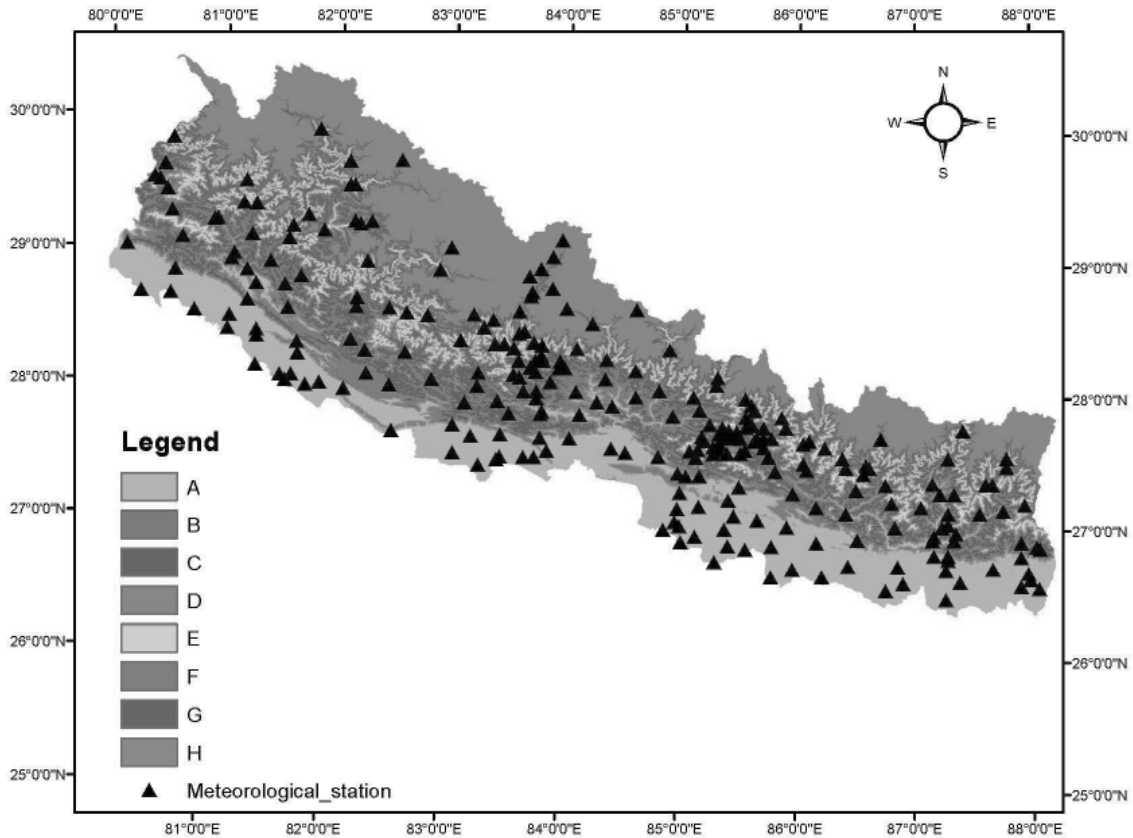 80°0'0"E 81°0'0"E 82°0'0"E 83°0'0"E 84°0'0"E 85°0'0"E 86°0'0"E 87°0'0"E 88°0'0"E
N
W E
S
30°0'0"N 30°0'0"N
29°0'0"N 29°0'0"N
28°0'0"N 28°0'0"N
27°0'0"N 27°0'0"N
26°0'0"N 26°0'0"N
25°0'0"N 25°0'0"N
Legend
A
B
C
D
E
F
G
H
Meteorological_station
81°0'0"E 82°0'0"E 83°0'0"E 84°0'0"E 85°0'0"E 86°0'0"E 87°0'0"E 88°0'0"E